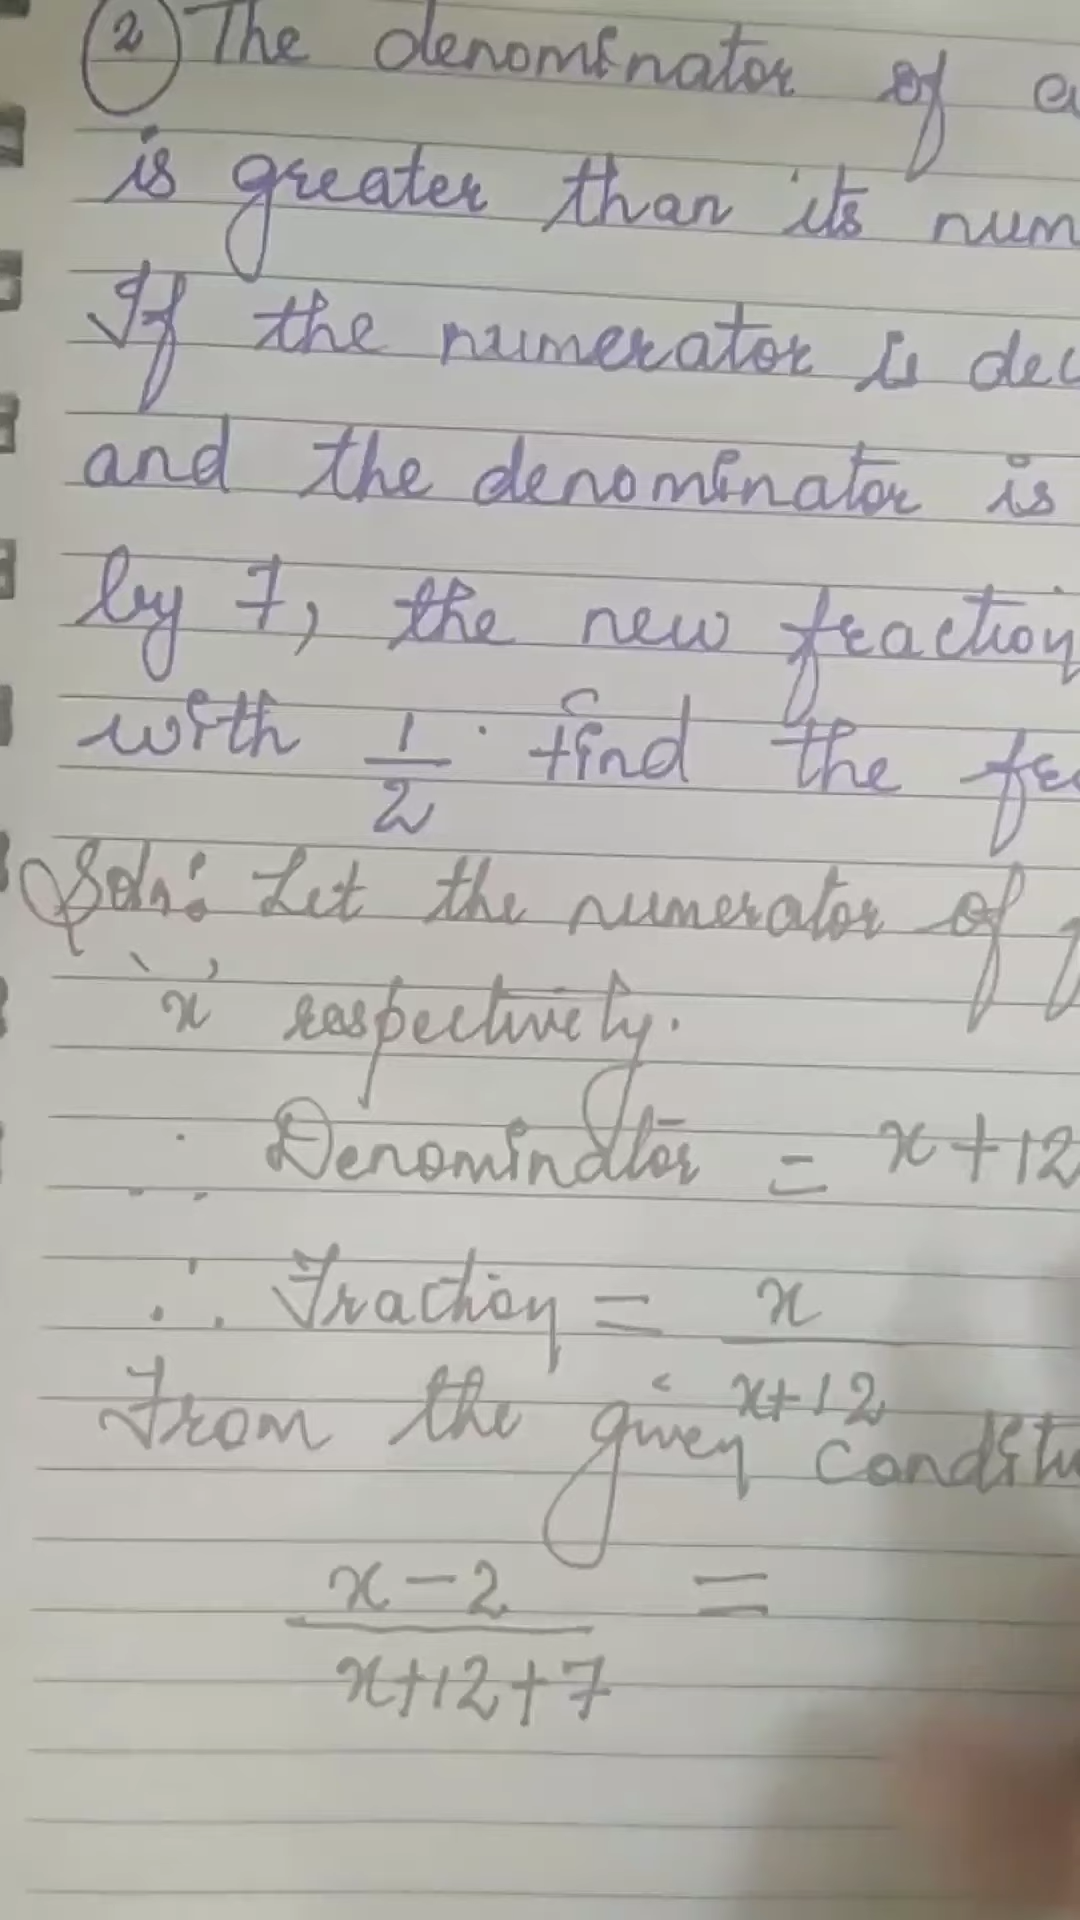 2 The denominator of
is greater than its num
If the numerator is dec
and the denominator is
by 7, the new fraction
with 1/2. find the
Soln: Let the numerator of
'x' respectively.
Denominator = x+12
∴ Fraction = x/x+12
From the given
x-2/x+12+7 =